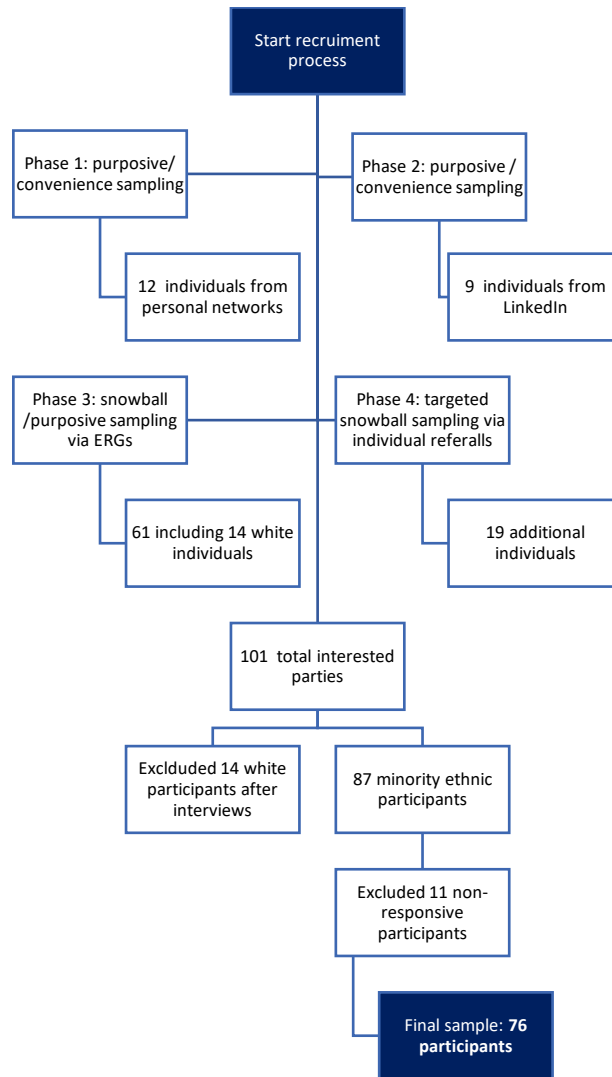 Start recruiment
process
Phase 1: purposive/
convenience sampling
Phase 2: purposive /
convenience sampling
12 individuals from
personal networks
9 individuals from
LinkedIn
Phase 3: snowball
/purposive sampling
via ERGs
Phase 4: targeted
snowball sampling via
individual referalls
61 including 14 white
individuals
19 additional
individuals
101 total interested
parties
Exclduded 14 white
participants after
interviews
87 minority ethnic
participants
Excluded 11 non-
responsive
participants
Final sample: 76
participants